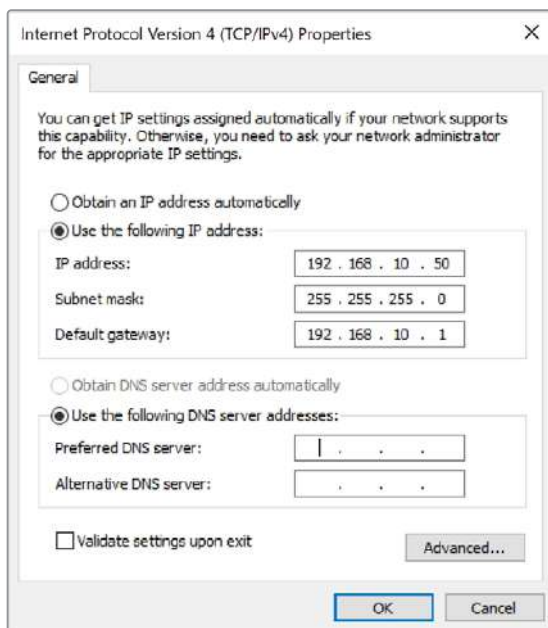 Internet Protocol Version 4 (TCP/IPv4) Properties
General
You can get IP settings assigned automatically if your network supports
this capability. Otherwise, you need to ask your network administrator
for the appropriate IP settings.
Obtain an IP address automatically
Use the following IP address:
IP address: 192 . 168 . 10 . 50
Subnet mask: 255 . 255 . 255 . 0
Default gateway: 192 . 168 . 10 . 1
Obtain DNS server address automatically
Use the following DNS server addresses:
Preferred DNS server: . . .
Alternative DNS server: . . .
Validate settings upon exit
Advanced...
OK Cancel